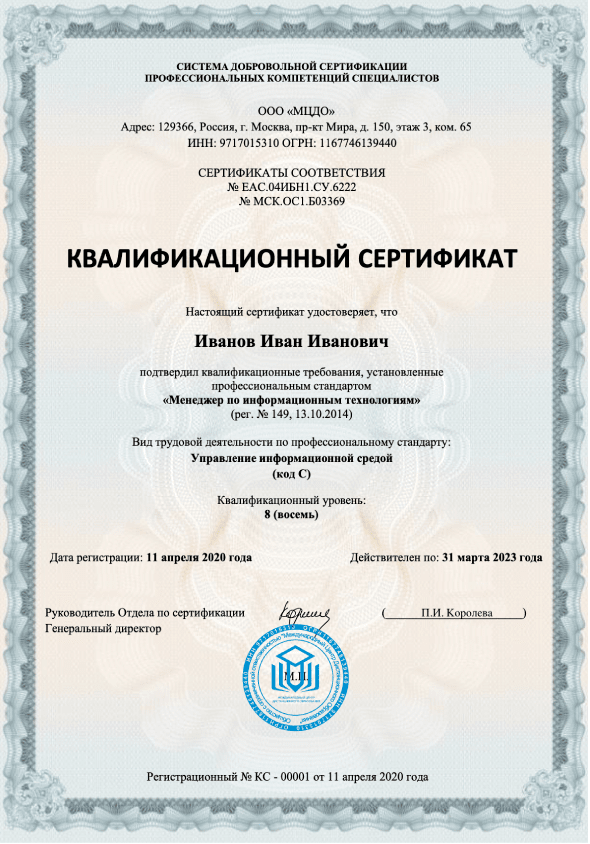 СИСТЕМА ДОБРОВОЛЬНОЙ СЕРТИФИКАЦИИ
ПРОФЕССИОНАЛЬНЫХ КОМПЕТЕНЦИЙ СПЕЦИАЛИСТОВ
ООО «МЦДО»
Адрес: 129366, Россия, г. Москва, пр-кт Мира, д. 150, этаж 3, ком. 65
ИНН: 9717015310 ОГРН: 1167746139440
СЕРТИФИКАТЫ СООТВЕТСТВИЯ
№ ЕАС.04ИБН1.СУ.6222
№ МСК.ОС1.Б03369
КВАЛИФИКАЦИОННЫЙ СЕРТИФИКАТ
Настоящий сертификат удостоверяет, что
Иванов Иван Иванович
подтвердил квалификационные требования, установленные
профессиональным стандартом
«Менеджер по информационным технологиям»
(рег. № 149, 13.10.2014)
Вид трудовой деятельности по профессиональному стандарту:
Управление информационной средой
(код С)
Квалификационный уровень:
8 (восемь)
Дата регистрации: 11 апреля 2020 года Действителен по: 31 марта 2023 года
Руководитель Отдела по сертификации ( П.И. Королева )
Генеральный директор
М.П.
Регистрационный № КС - 00001 от 11 апреля 2020 года